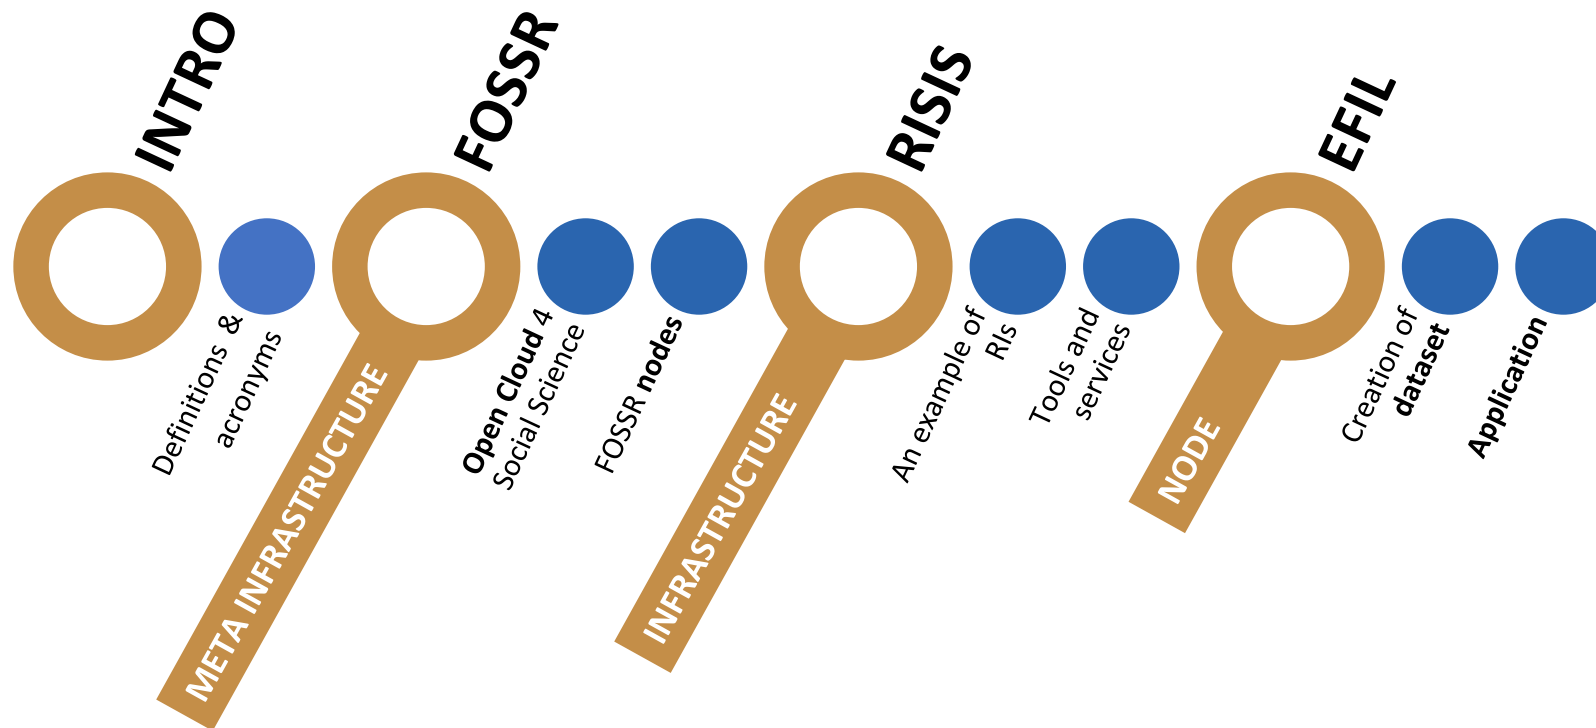 INTRO
Definitions &
acronyms
FOSSR
META INFRASTRUCTURE
Open Cloud 4
Social Science
FOSSR nodes
RISIS
INFRASTRUCTURE
An example of
RIs
Tools and
services
EFIL
NODE
Creation of
dataset
Application